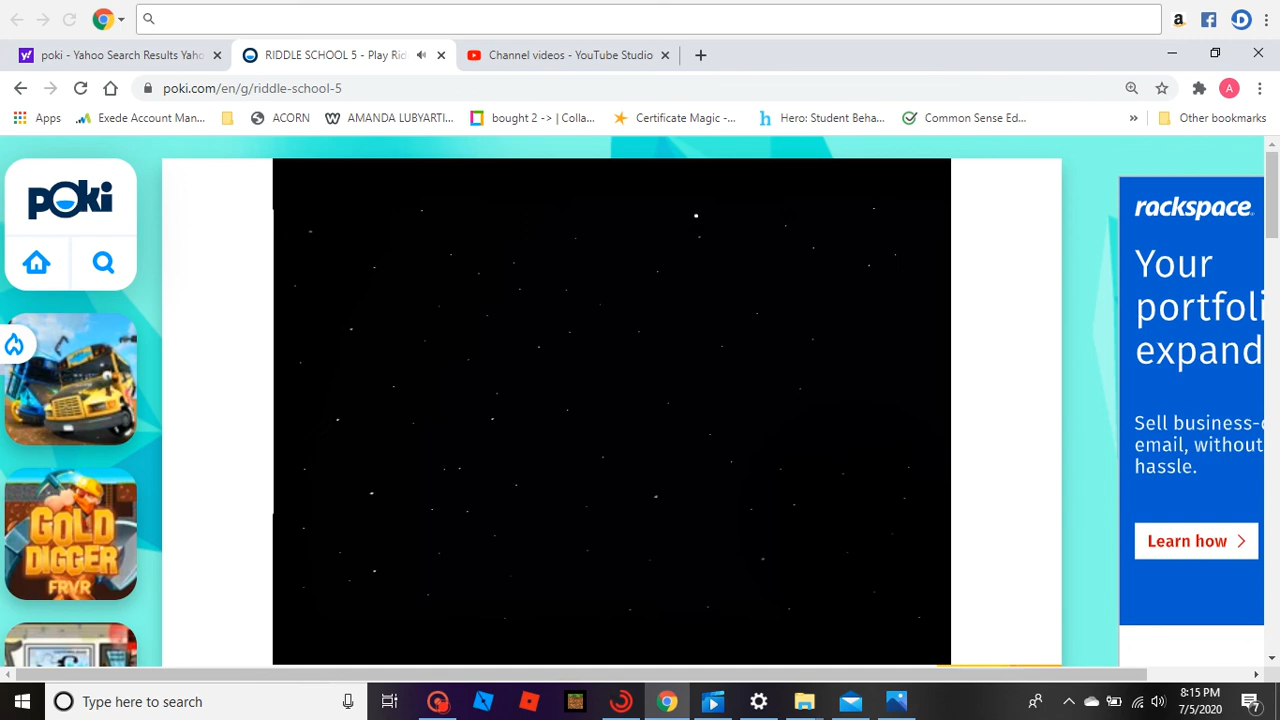 poki - Yahoo Search Results Yaho
RIDDLE SCHOOL 5 - Play Rid
Channel videos - YouTube Studio
poki.com/en/g/riddle-school-5
A
Apps
Exede Account Man...
ACORN
AMANDA LUBYARTI...
bought 2 -> | Colla...
Certificate Magic -...
Hero: Student Beha...
Common Sense Ed...
»
Other bookmarks
poki
rackspace
Your
portfoli
expand
Sell business-c
email, without
hassle.
Learn how >
GOLD
DIGGER
FRVR
Type here to search
8:15 PM
7/5/2020
7